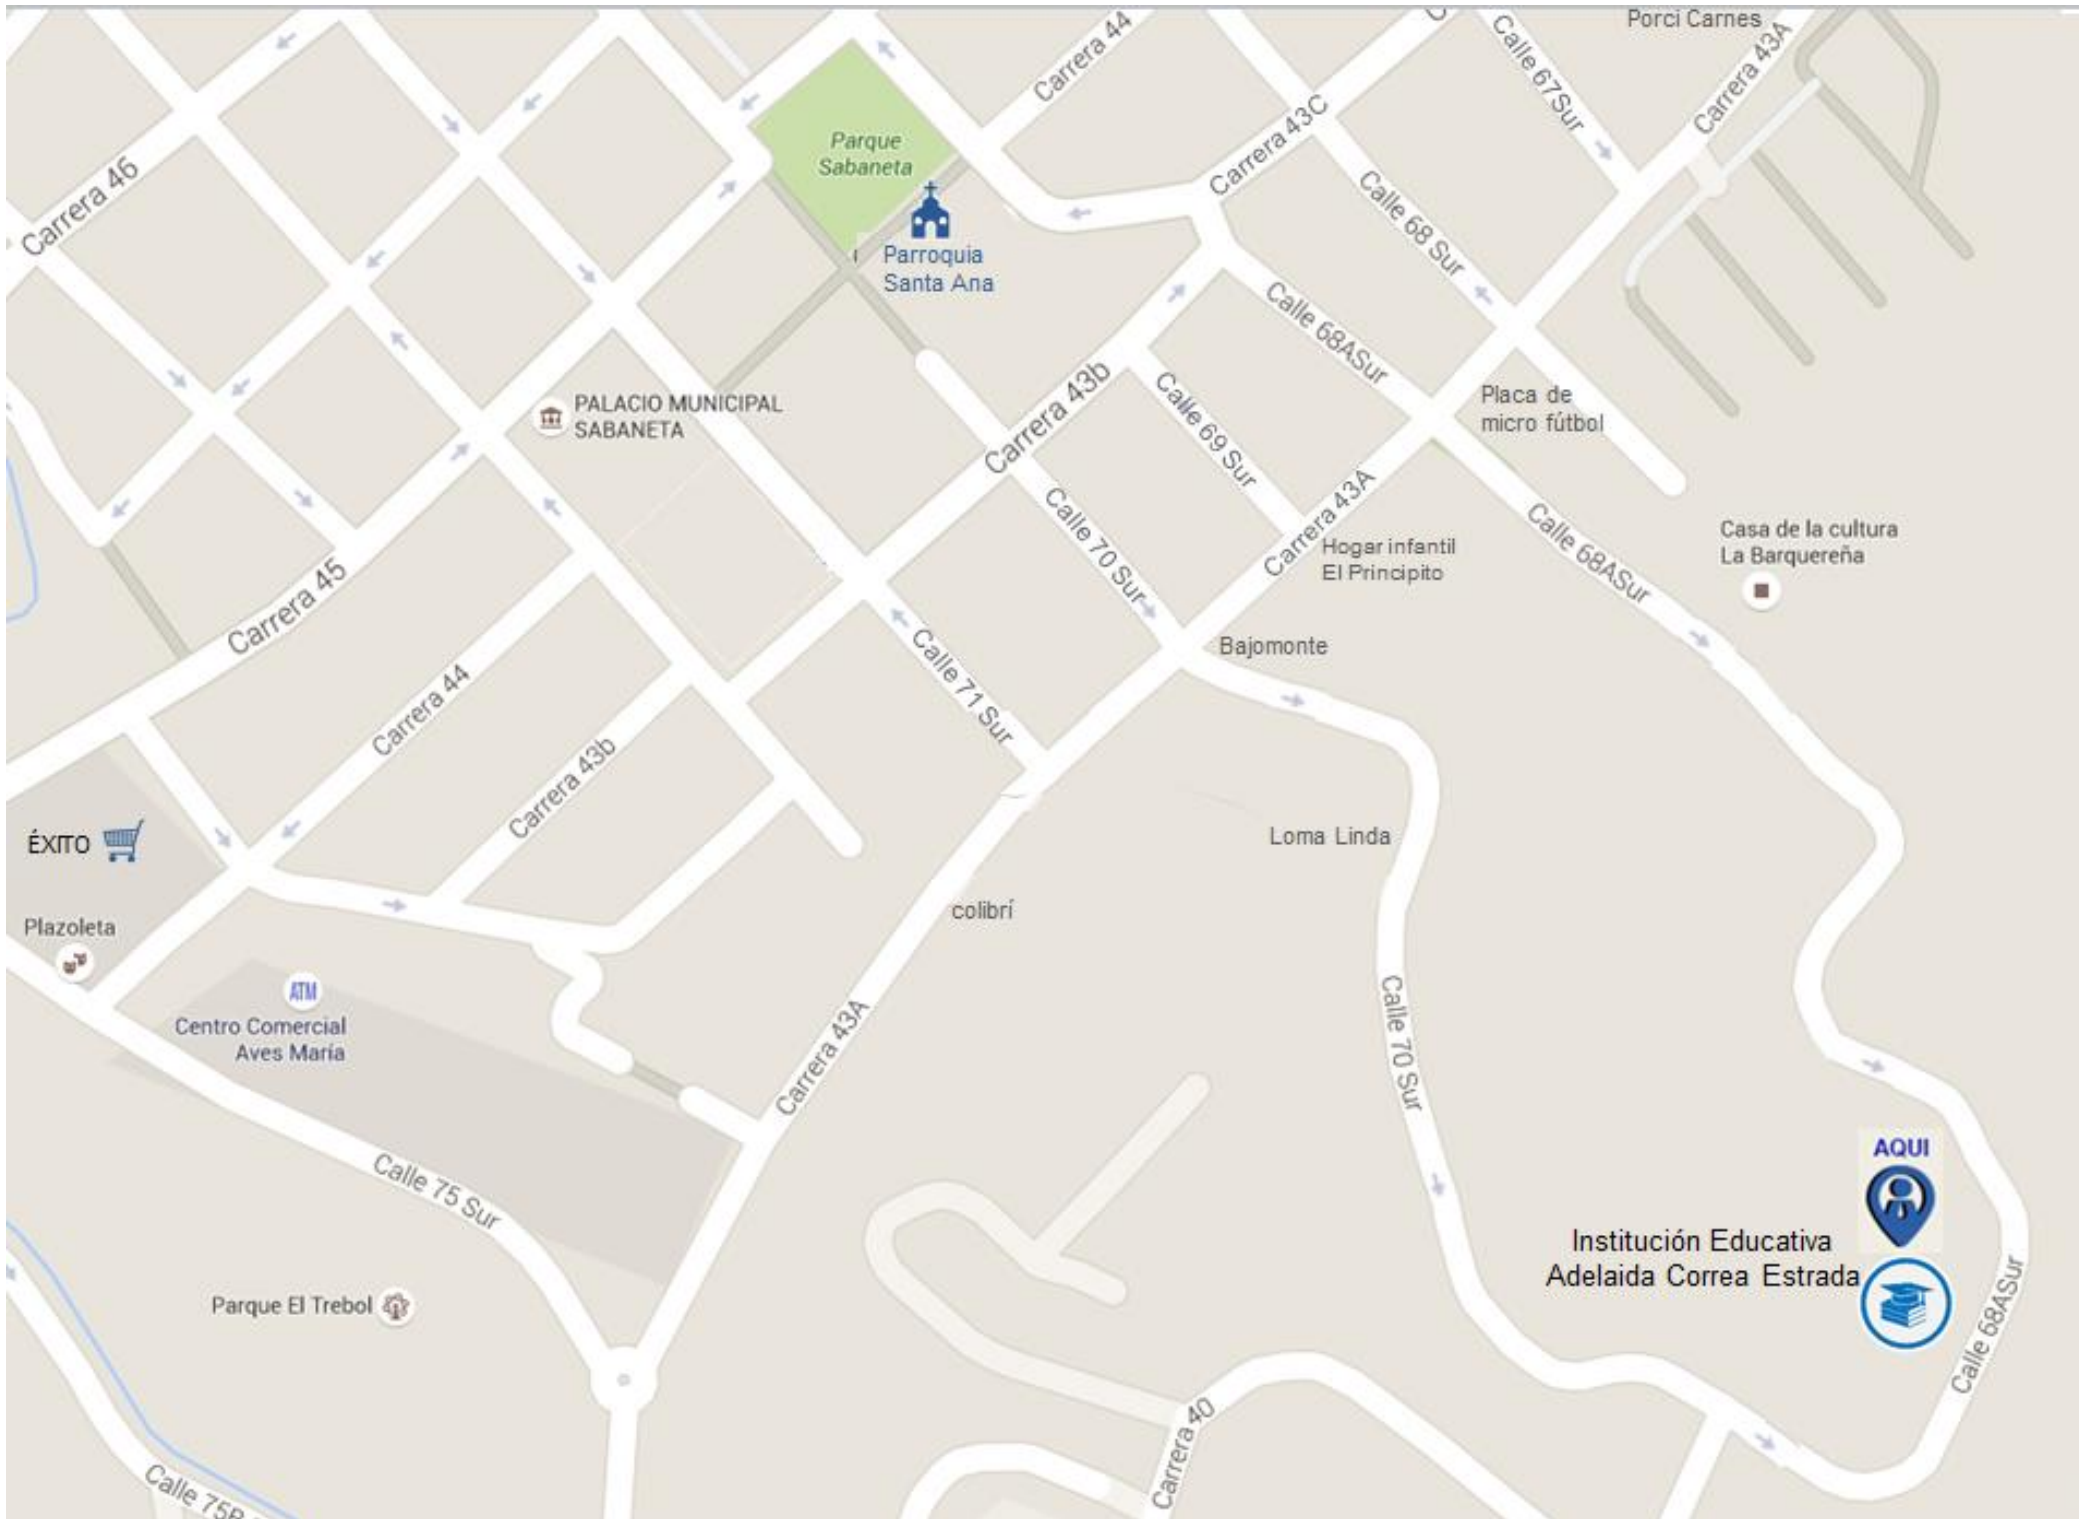 Porci Carnes
Carrera 44
Calle 67Sur
Carrera 43A
Carrera 43C
Parque
Sabaneta
Carrera 46
Calle 68 Sur
Parroquia
Santa Ana
Calle 68ASur
Carrera 43b
Calle 69 Sur
PALACIO MUNICIPAL
SABANETA
Placa de
micro fútbol
Carrera 43A
Calle 70 Sur
Calle 68ASur
Casa de la cultura
La Barquereña
Hogar infantil
El Principito
Carrera 45
Bajomonte
Calle 71 Sur
Carrera 44
Carrera 43b
ÉXITO
Loma Linda
colibrí
Plazoleta
ATM
Centro Comercial
Aves María
Carrera 43A
Calle 70 Sur
AQUI
Calle 75 Sur
Institución Educativa
Adelaida Correa Estrada
Parque El Trebol
Calle 68ASur
Carrera 40
Calle 75B